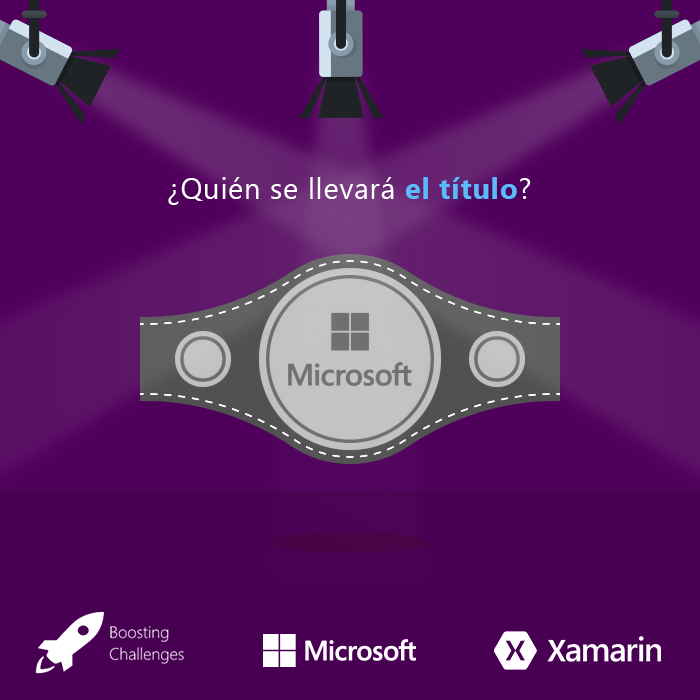 ¿Quién se llevará el título?
Microsoft
Boosting
Challenges
Microsoft
Xamarin